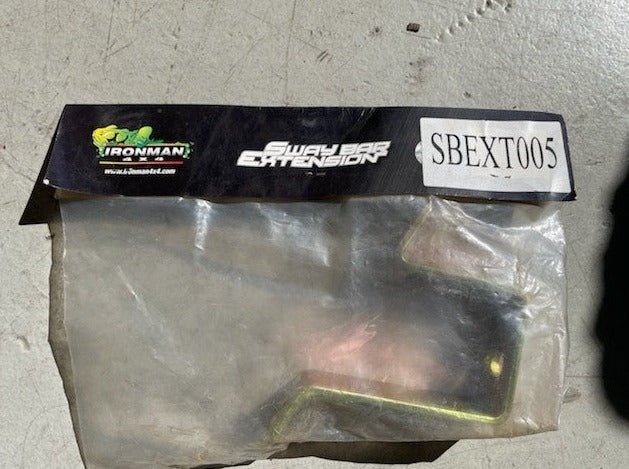 IRONMAN
4x4
www.ironman4x4.com
SWAY BAR
EXTENSION
SBEXT005